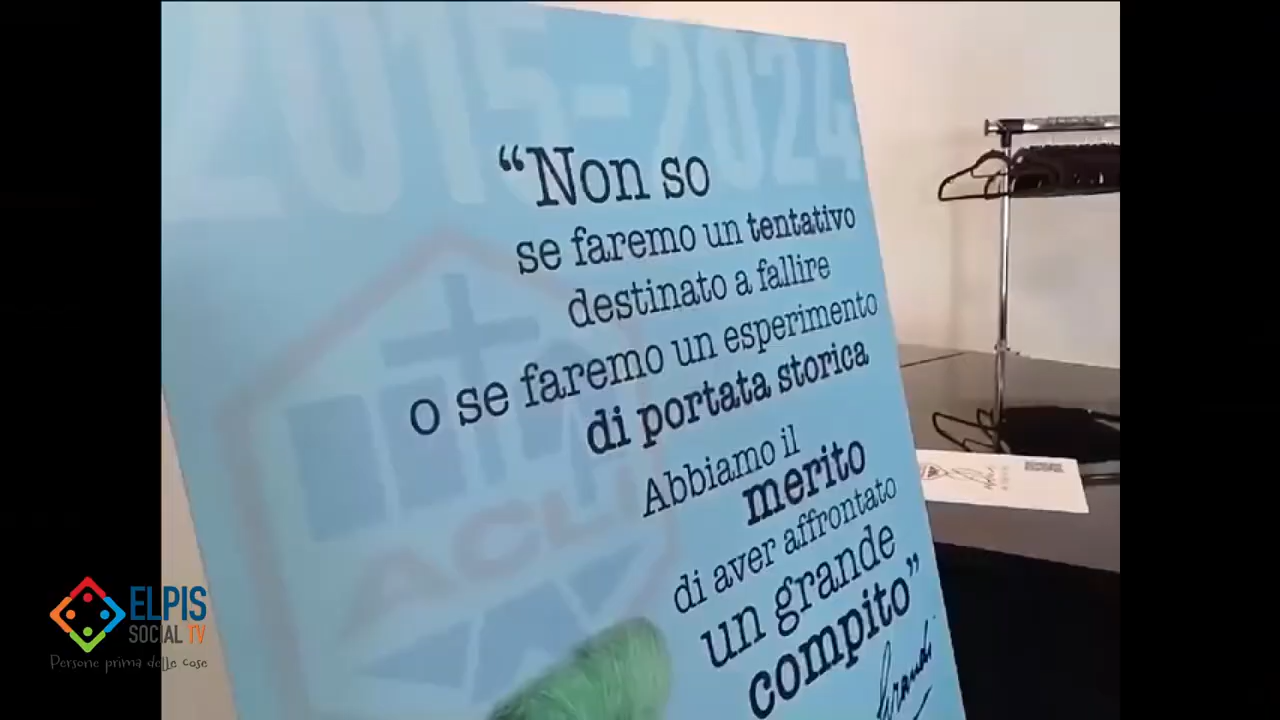 2015-2024
“Non so
se faremo un tentativo
destinato a fallire
o se faremo un esperimento
di portata storica
Abbiamo il
merito
di aver affrontato
un grande
compito”
Grandi
ACLI
ELPIS
SOCIAL TV
Persone prima delle cose